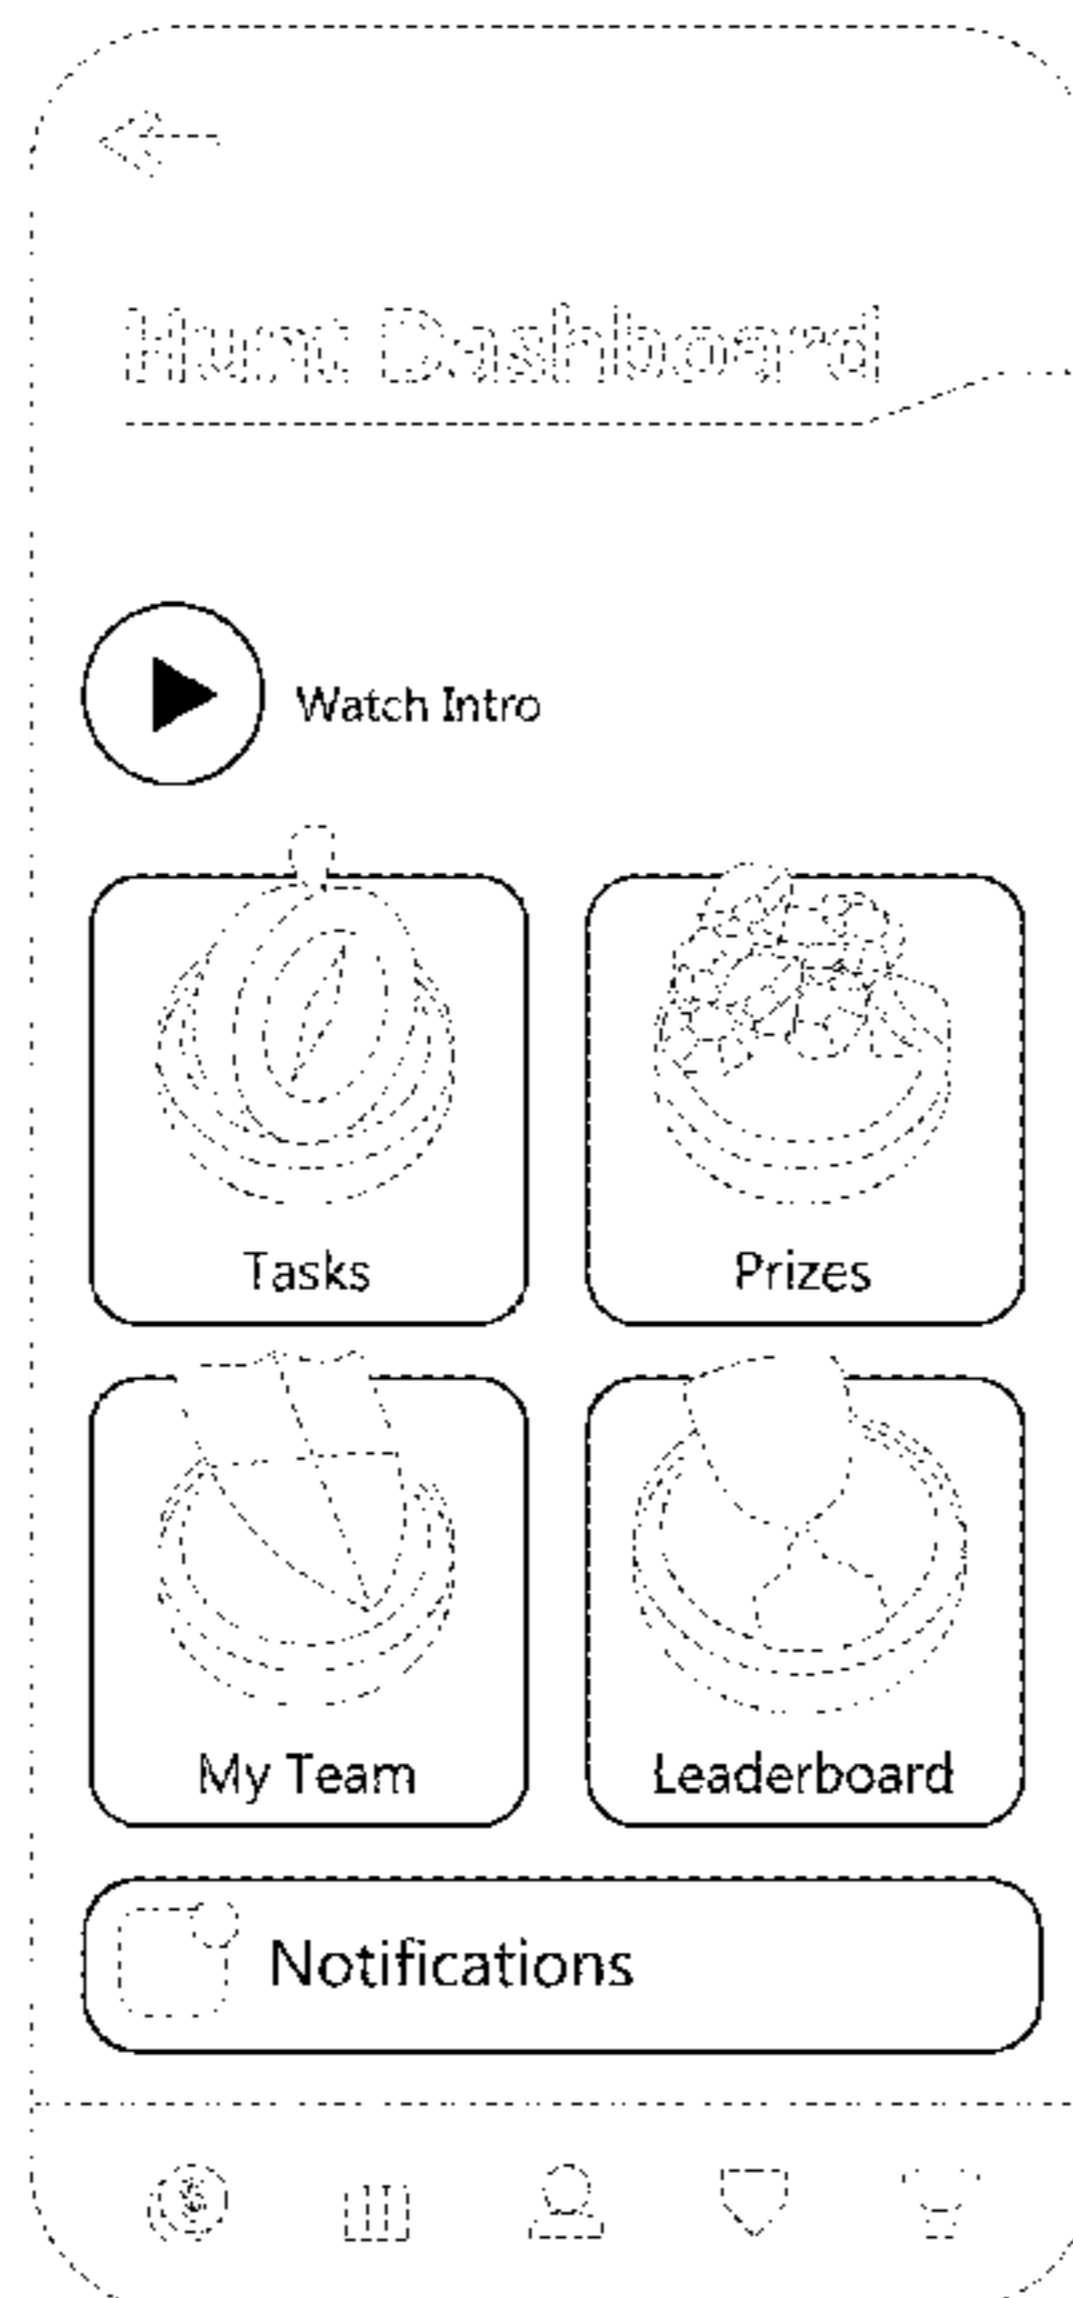 Hunt Dashboard
Watch Intro
Tasks
Prizes
My Team
Leaderboard
Notifications
$